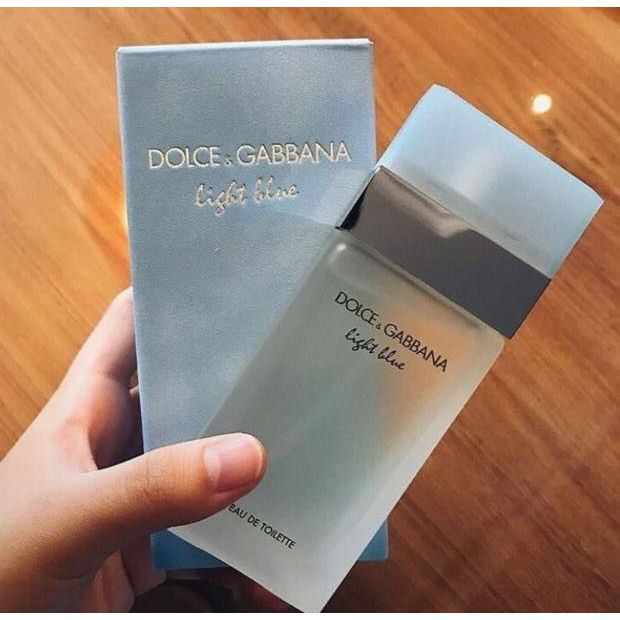 DOLCE & GABBANA
light blue
DOLCE & GABBANA
light blue
EAU DE TOILETTE